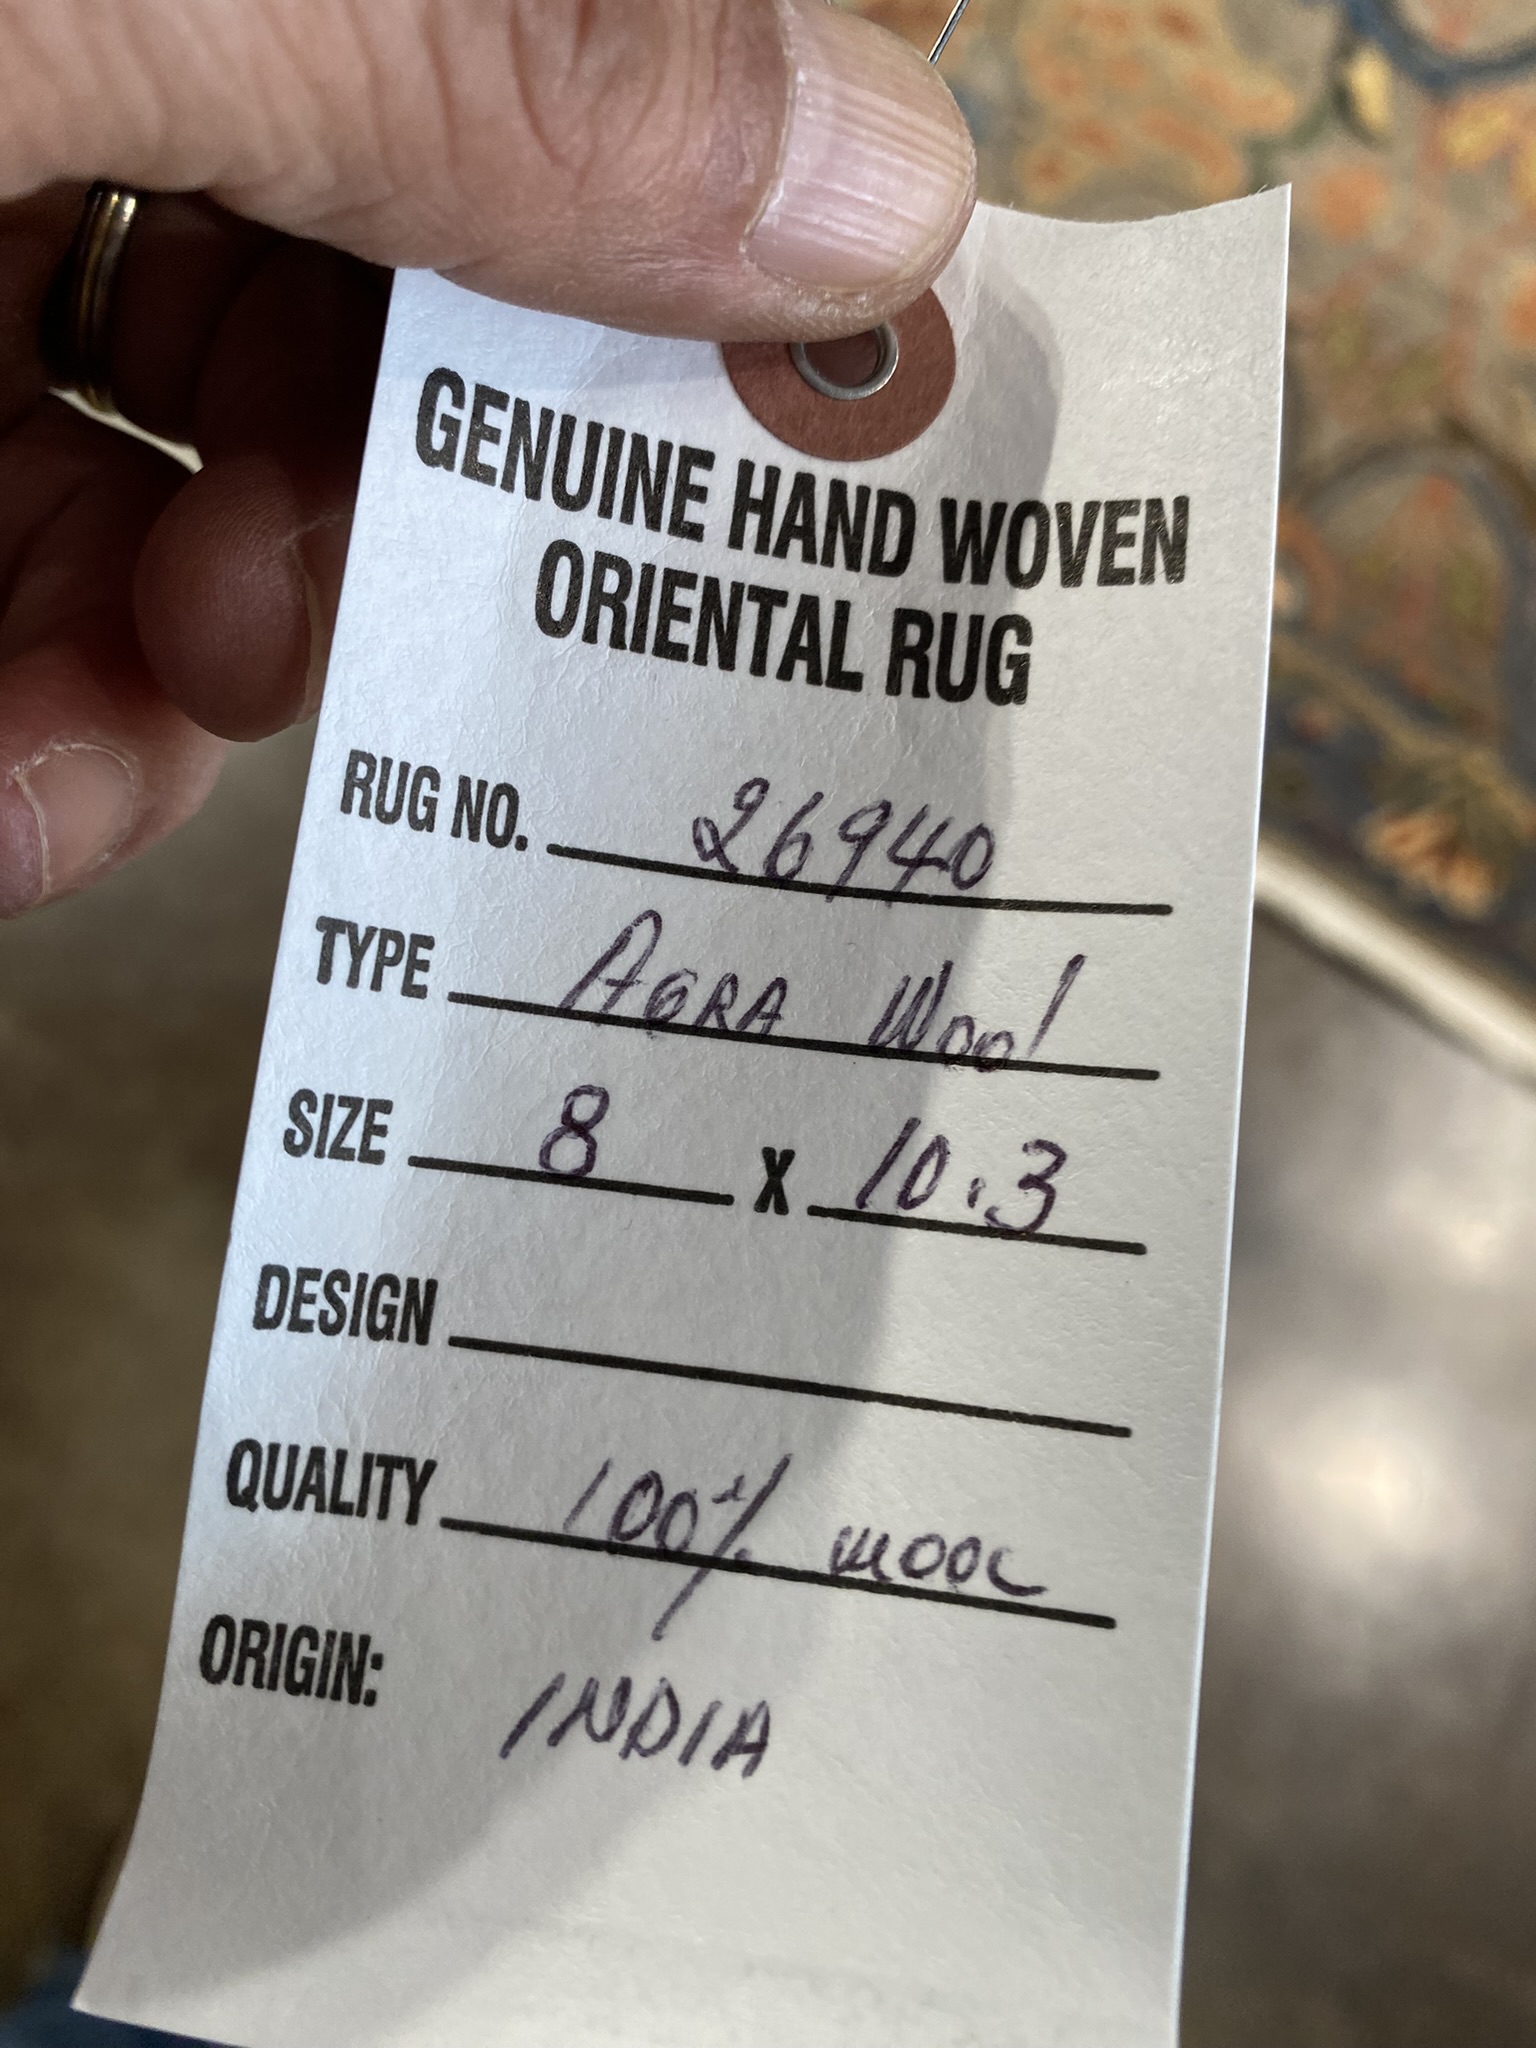 GENUINE HAND WOVEN
ORIENTAL RUG
RUG NO. 26940
TYPE AGRA Wool
SIZE 8 X 10.3
DESIGN
QUALITY 100% WOOL
ORIGIN: INDIA